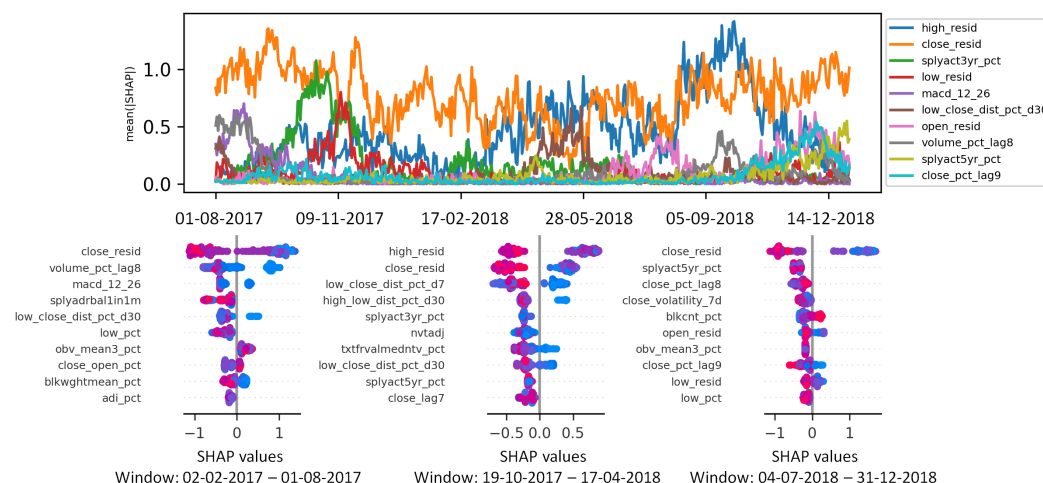 mean(|SHAP|)
1.0
0.5
0.0
01-08-2017 09-11-2017 17-02-2018 28-05-2018 05-09-2018 14-12-2018
high_resid
close_resid
splyact3yr_pct
low_resid
macd_12_26
low_close_dist_pct_d30
open_resid
volume_pct_lag8
splyact5yr_pct
close_pct_lag9
close_resid
volume_pct_lag8
macd_12_26
splyadrbal1in1m
low_close_dist_pct_d30
low_pct
obv_mean3_pct
close_open_pct
blkwghtmean_pct
adj_pct
−1 0 1
SHAP values
Window: 02-02-2017 – 01-08-2017
high_resid
close_resid
low_close_dist_pct_d7
high_low_dist_pct_d30
splyact3yr_pct
nvtadj
txtfrvalmedntv_pct
low_close_dist_pct_d30
splyact5yr_pct
close_lag7
−0.5 0.0 0.5
SHAP values
Window: 19-10-2017 – 17-04-2018
close_resid
splyact5yr_pct
close_pct_lag8
close_volatility_7d
blkcnt_pct
open_resid
obv_mean3_pct
close_pct_lag9
low_resid
low_pct
−1 0 1
SHAP values
Window: 04-07-2018 – 31-12-2018